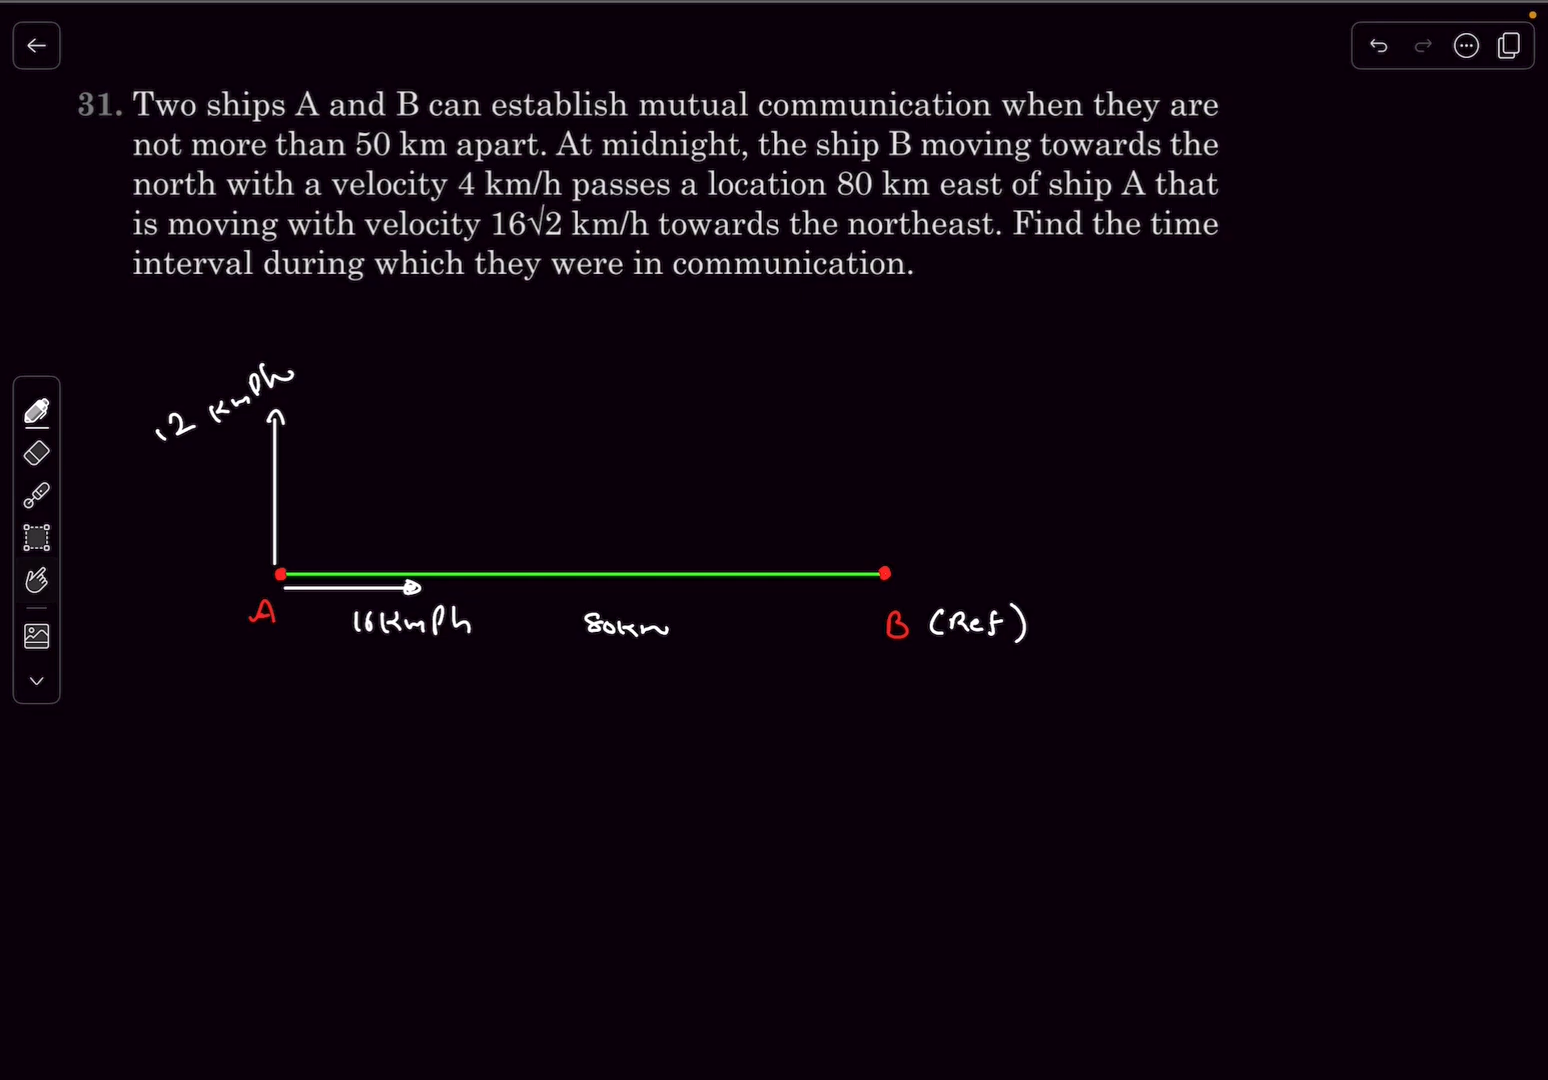 31. Two ships A and B can establish mutual communication when they are
not more than 50 km apart. At midnight, the ship B moving towards the
north with a velocity 4 km/h passes a location 80 km east of ship A that
is moving with velocity 16√2 km/h towards the northeast. Find the time
interval during which they were in communication.
12 KmPh
A
16KmPh
80Km
B (Ref)